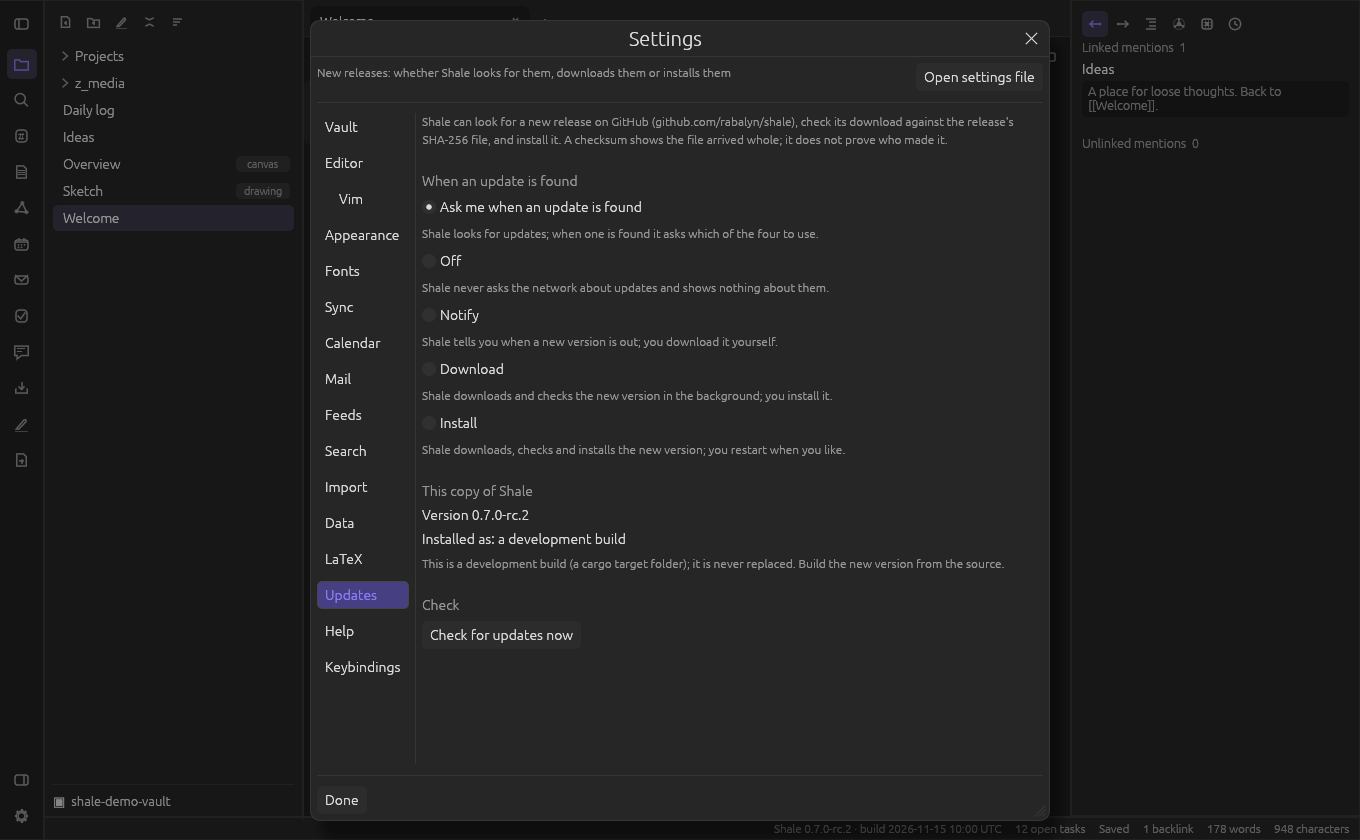 Projects
z_media
Daily log
Ideas
Overview
canvas
Sketch
drawing
Welcome
shale-demo-vault
Welcome
Settings
New releases: whether Shale looks for them, downloads them or installs them
Open settings file
Vault
Editor
Vim
Appearance
Fonts
Sync
Calendar
Mail
Feeds
Search
Import
Data
LaTeX
Updates
Help
Keybindings
Shale can look for a new release on GitHub (github.com/rabalyn/shale), check its download against the release's
SHA-256 file, and install it. A checksum shows the file arrived whole; it does not prove who made it.
When an update is found
Ask me when an update is found
Shale looks for updates; when one is found it asks which of the four to use.
Off
Shale never asks the network about updates and shows nothing about them.
Notify
Shale tells you when a new version is out; you download it yourself.
Download
Shale downloads and checks the new version in the background; you install it.
Install
Shale downloads, checks and installs the new version; you restart when you like.
This copy of Shale
Version 0.7.0-rc.2
Installed as: a development build
This is a development build (a cargo target folder); it is never replaced. Build the new version from the source.
Check
Check for updates now
Done
Linked mentions 1
Ideas
A place for loose thoughts. Back to
[[Welcome]].
Unlinked mentions 0
Shale 0.7.0-rc.2 · build 2026-11-15 10:00 UTC
12 open tasks
Saved
1 backlink
178 words
948 characters